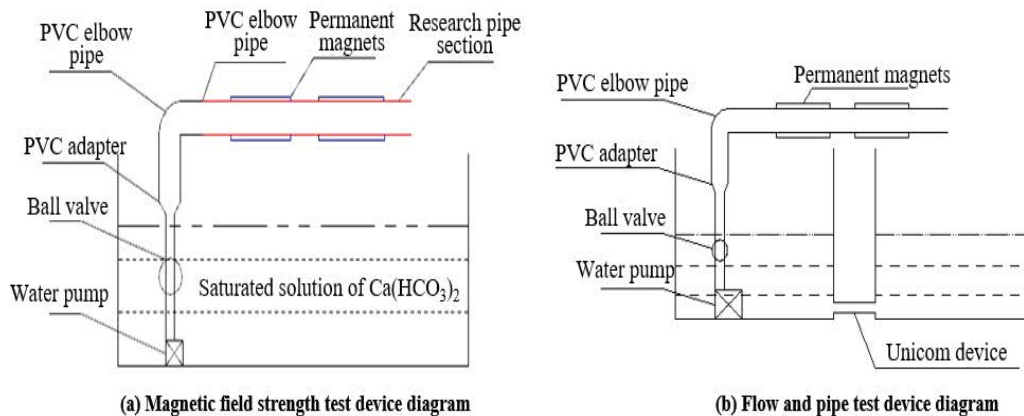 PVC elbow
pipe
PVC elbow
pipe
Permanent
magnets
Research pipe
section
PVC adapter
Ball valve
Water pump
Saturated solution of Ca(HCO3)2
(a) Magnetic field strength test device diagram
Permanent magnets
PVC elbow pipe
PVC adapter
Ball valve
Water pump
Unicom device
(b) Flow and pipe test device diagram